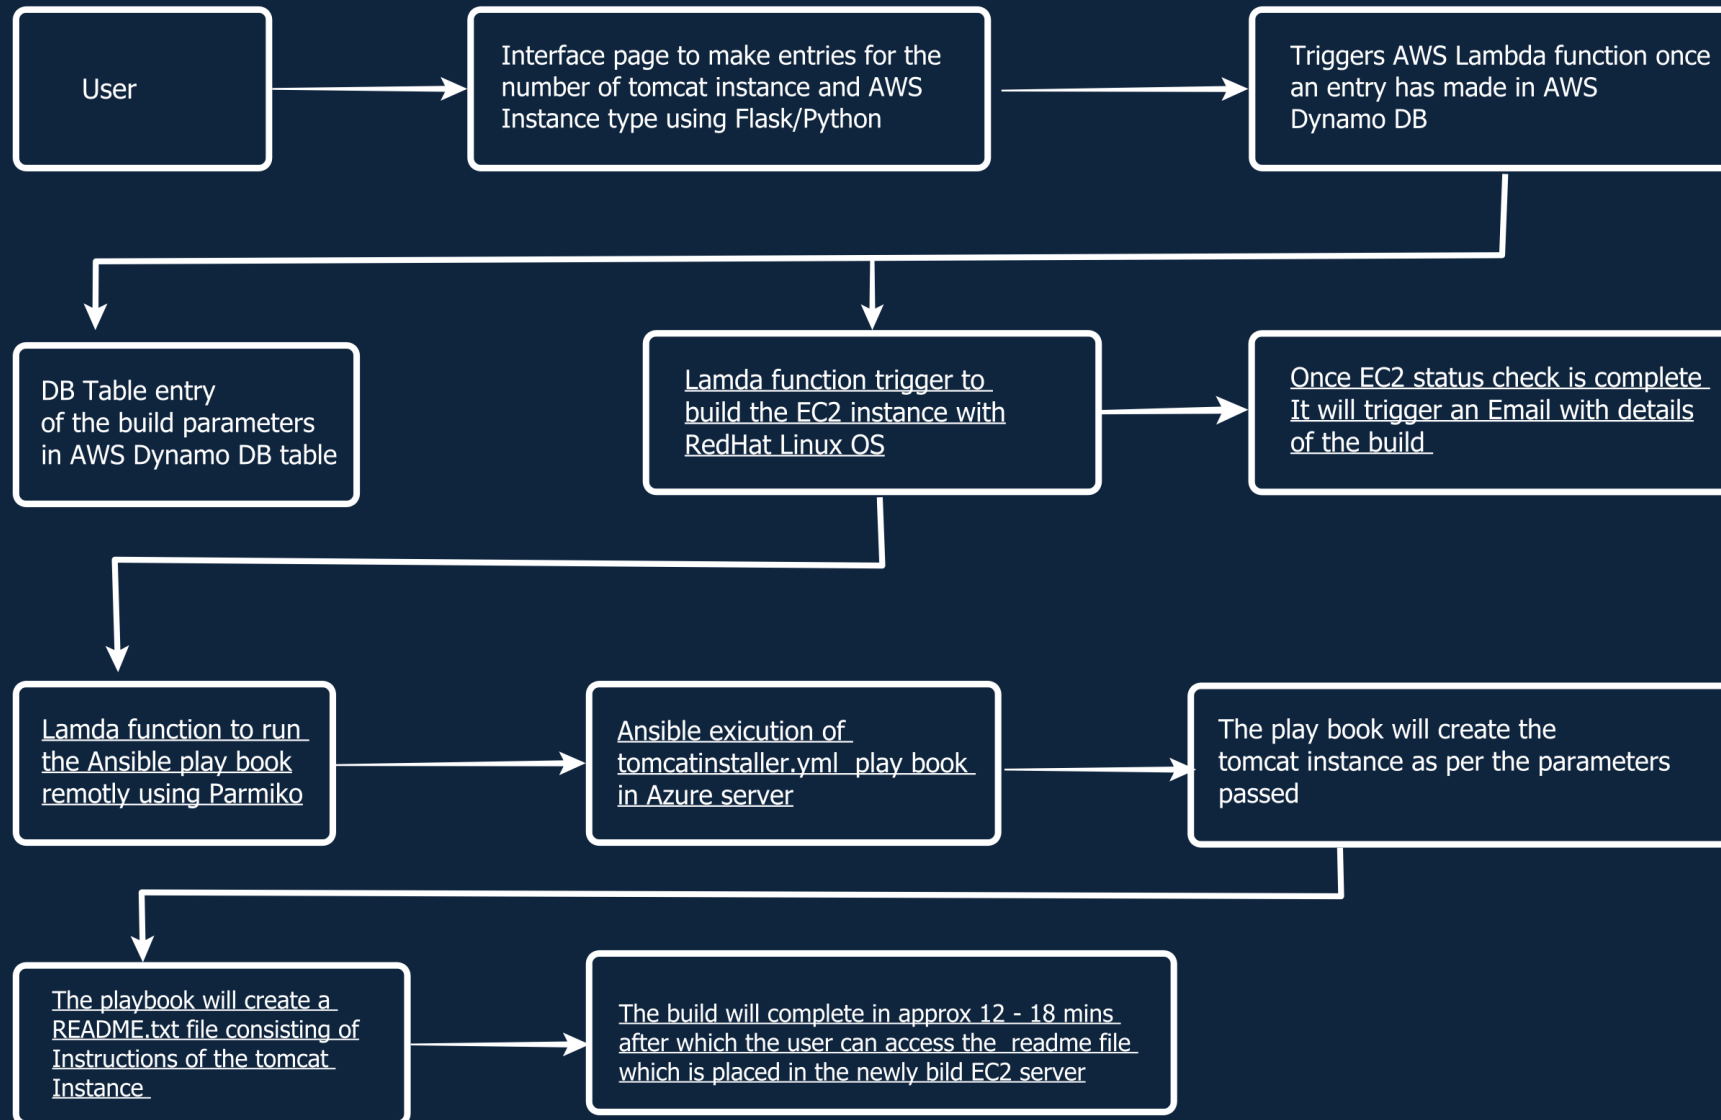 User
Interface page to make entries for the
number of tomcat instance and AWS
Instance type using Flask/Python
Triggers AWS Lambda function once
an entry has made in AWS
Dynamo DB
DB Table entry
of the build parameters
in AWS Dynamo DB table
Lamda function trigger to
build the EC2 instance with
RedHat Linux OS
Once EC2 status check is complete
It will trigger an Email with details
of the build
Lamda function to run
the Ansible play book
remotly using Parmiko
Ansible exicution of
tomcatinstaller.yml play book
in Azure server
The play book will create the
tomcat instance as per the parameters
passed
The playbook will create a
README.txt file consisting of
Instructions of the tomcat
Instance
The build will complete in approx 12 - 18 mins
after which the user can access the readme file
which is placed in the newly bild EC2 server